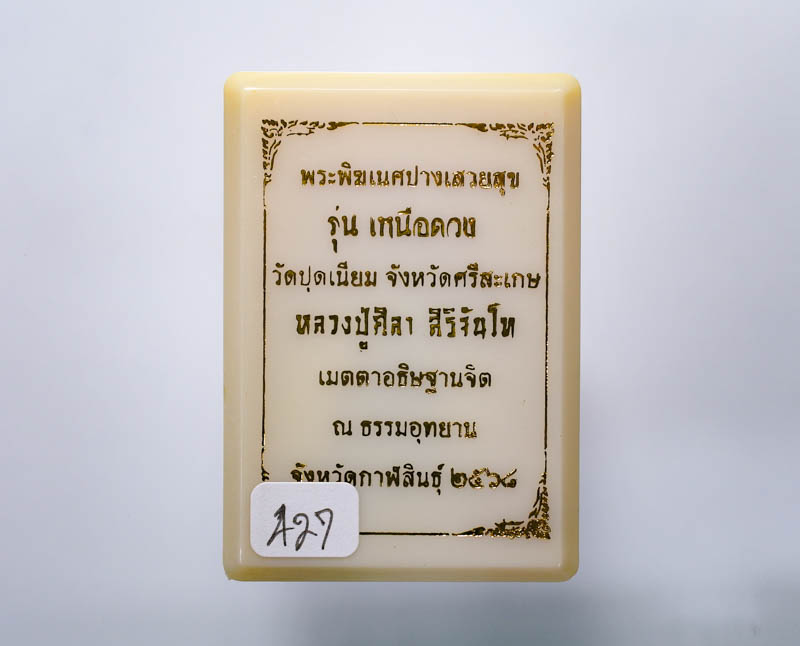 พระพิฆเนศปางเสวยสุข
รุ่น เหนือดวง
วัดปุดเนียม จังหวัดศรีสะเกษ
หลวงปู่ศิลา สิริจันโท
เมตตาอธิษฐานจิต
ณ ธรรมอุทยาน
จังหวัดกาฬสินธุ์ ๒๕๖๘
A27